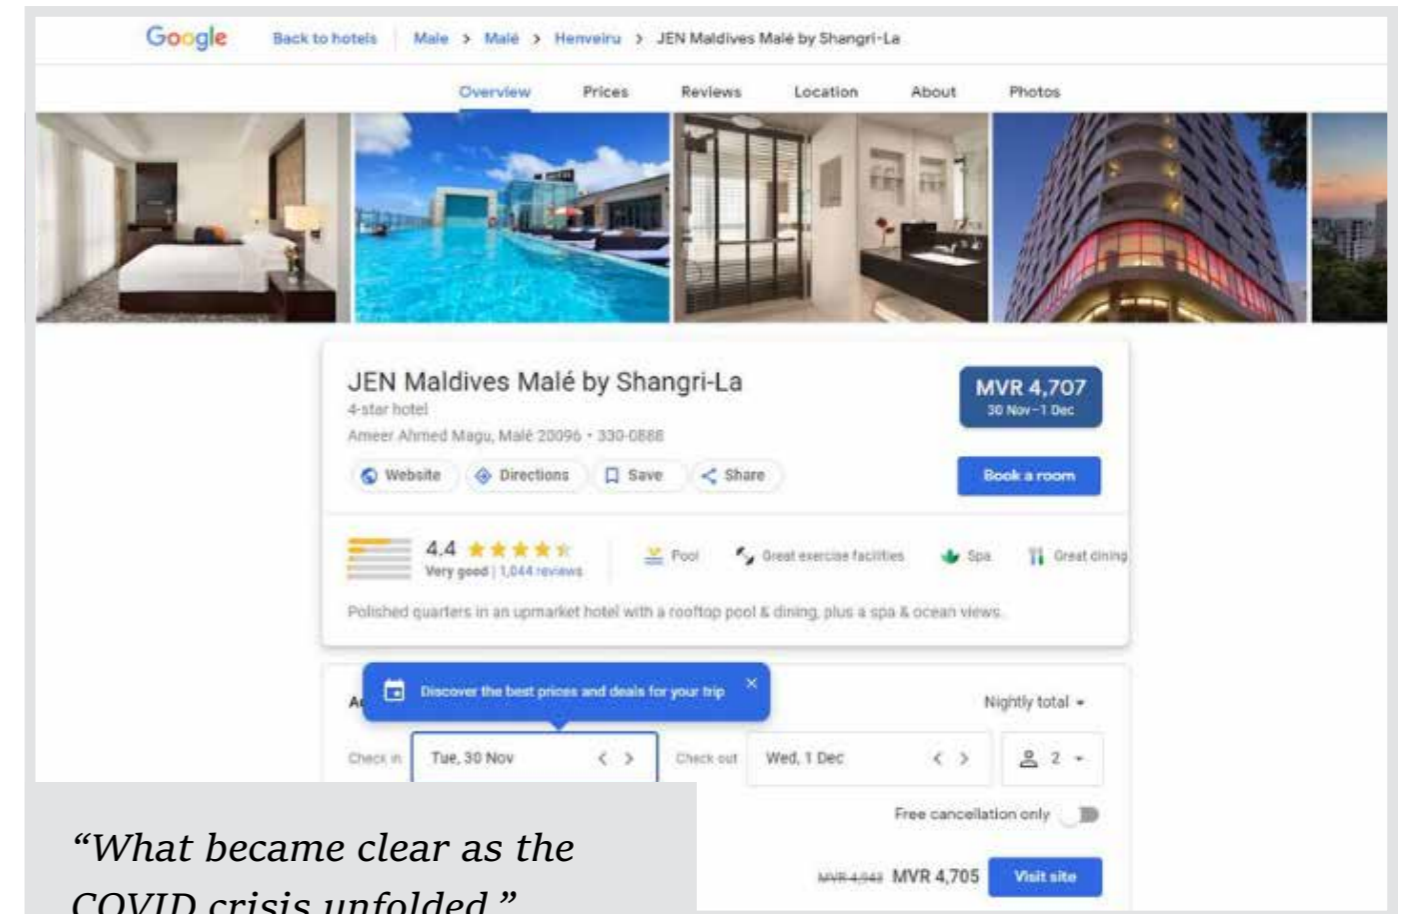 Google Back to hotels Male > Malé > Henveiru > JEN Maldives Malé by Shangri-La
Overview Prices Reviews Location About Photos
JEN Maldives Malé by Shangri-La
MVR 4,707
4-star hotel
30 Nov–1 Dec
Ameer Ahmed Magu, Malé 20096 • 330-0888
Website Directions Save Share
Book a room
4.4
Pool Great exercise facilities Spa Great dining
Very good | 1,044 reviews
Polished quarters in an upmarket hotel with a rooftop pool & dining, plus a spa & ocean views.
Discover the best prices and deals for your trip
Nightly total
Check in Tue, 30 Nov < > Check out Wed, 1 Dec < > 2
Free cancellation only
MVR 4,943 MVR 4,705 Visit site
“What became clear as the
COVID crisis unfolded,”